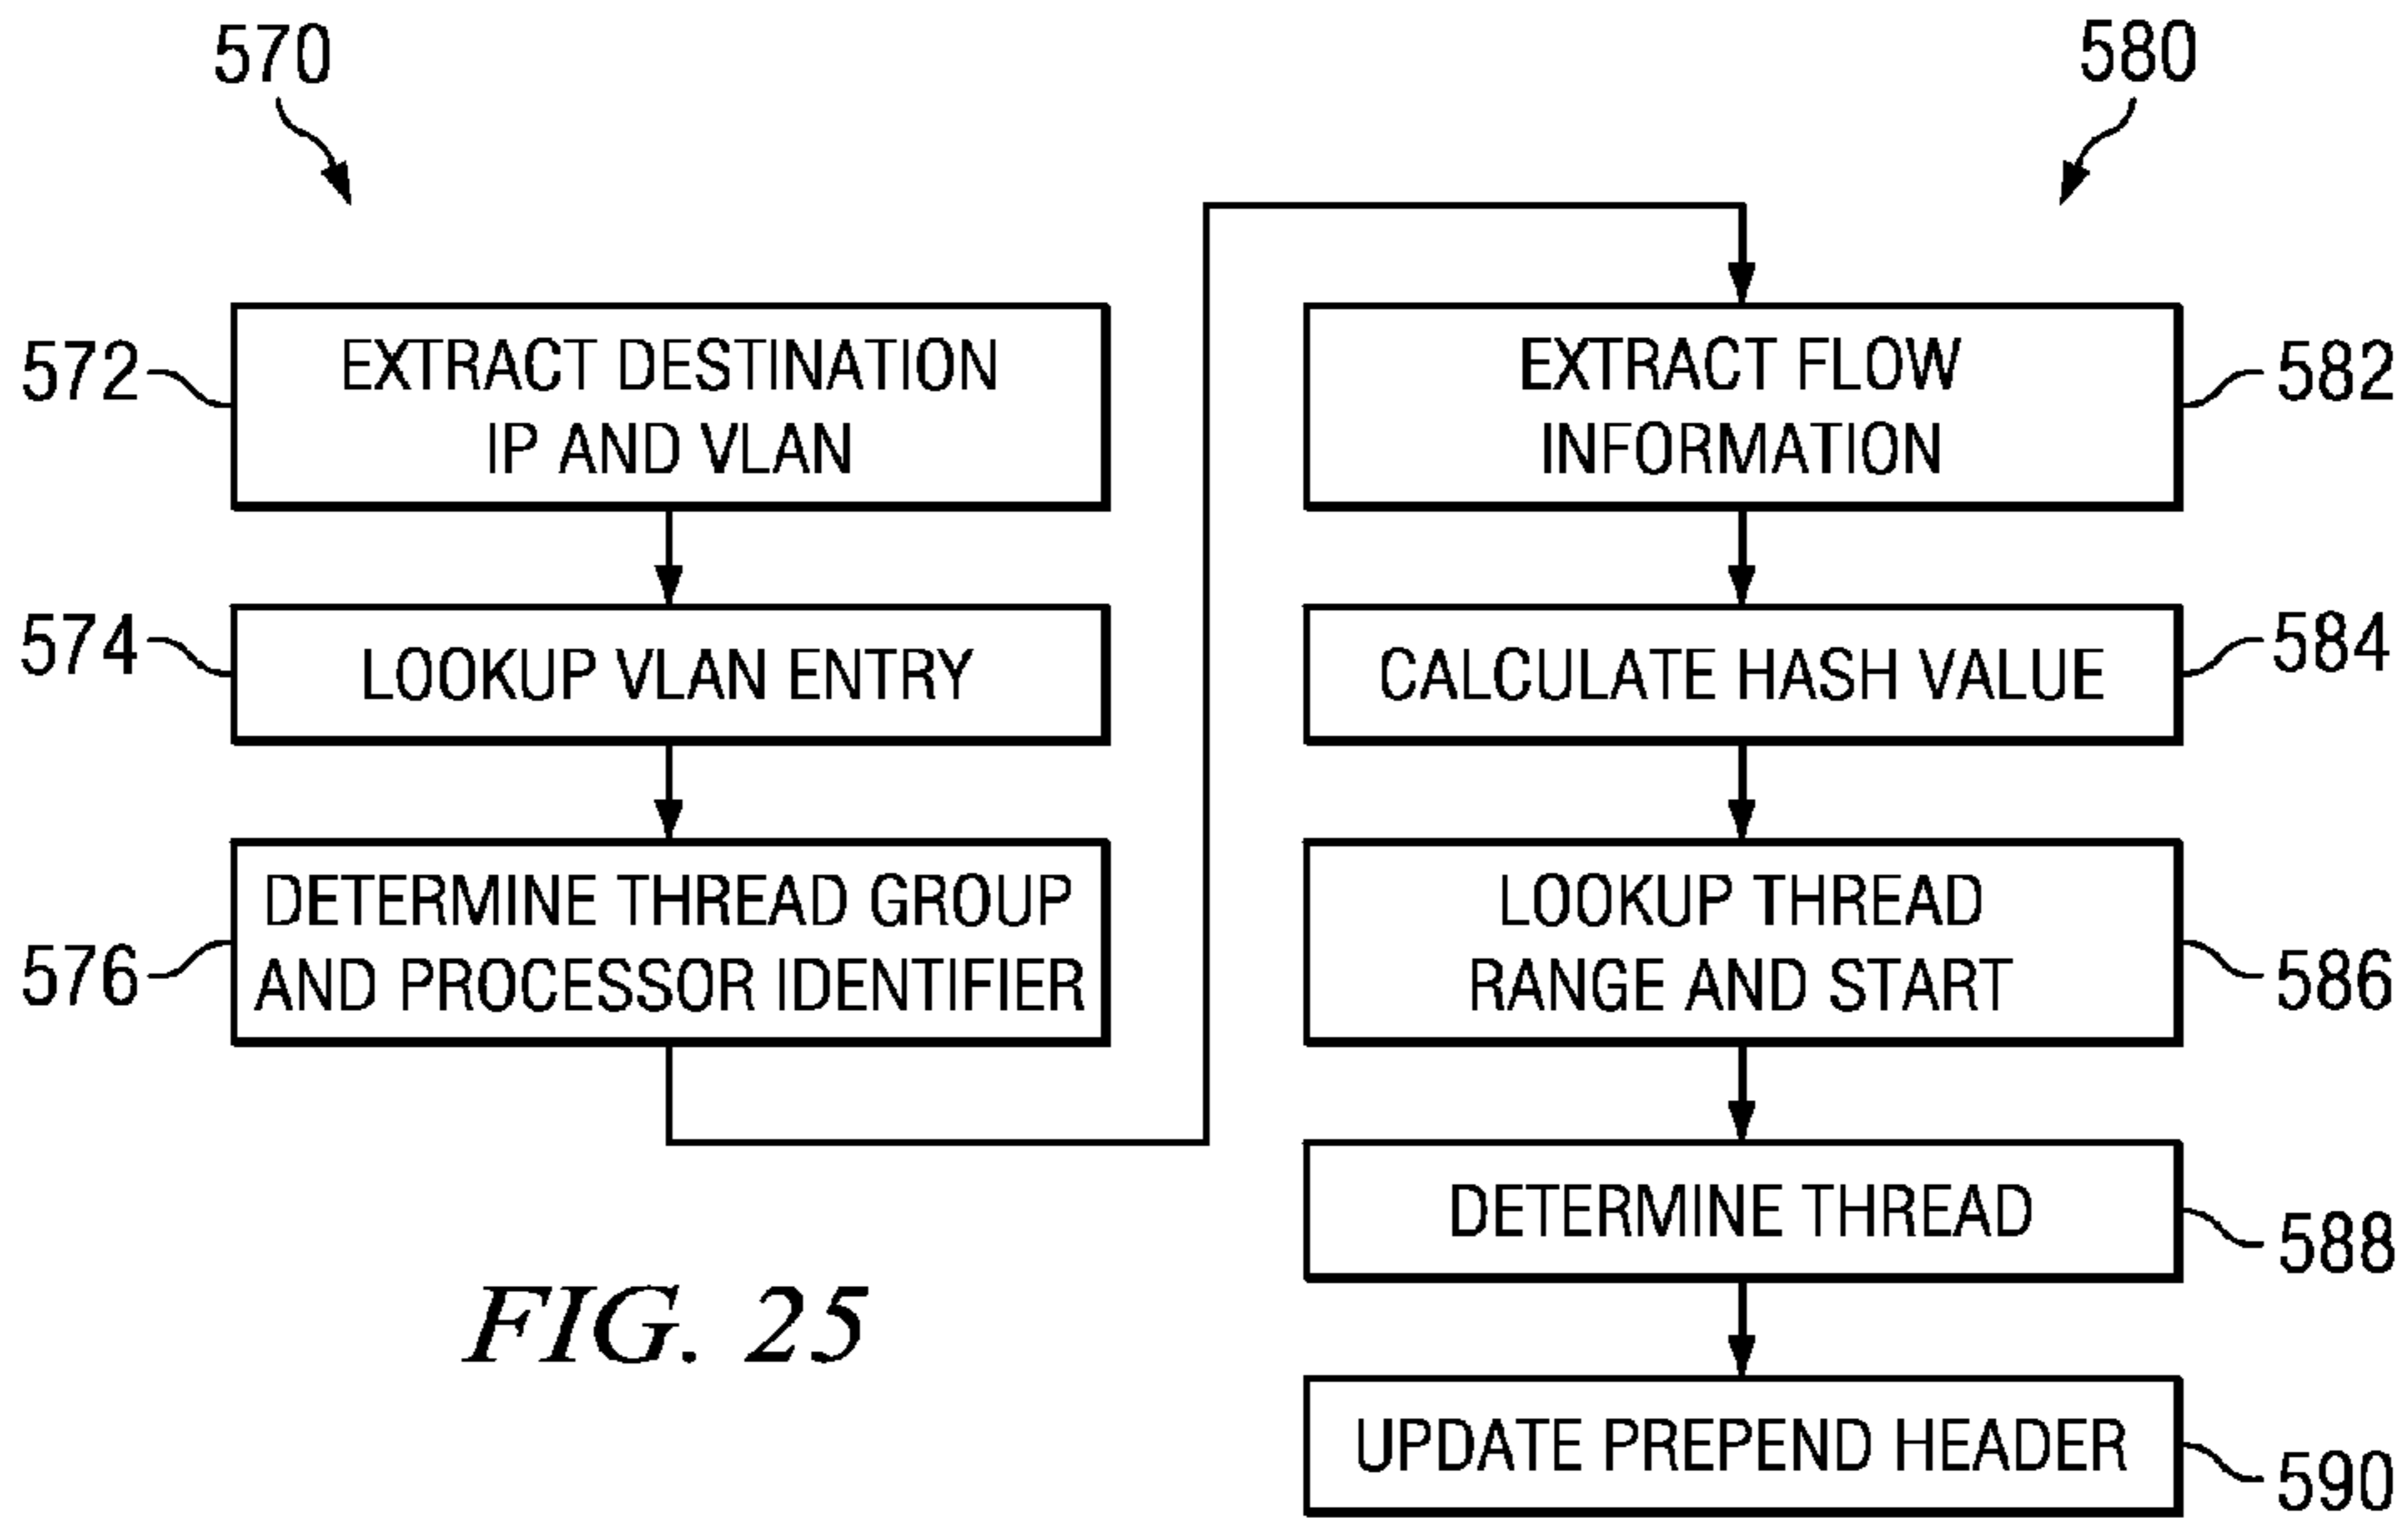 570
580
572
EXTRACT DESTINATION
IP AND VLAN
574
LOOKUP VLAN ENTRY
576
DETERMINE THREAD GROUP
AND PROCESSOR IDENTIFIER
EXTRACT FLOW
INFORMATION
582
CALCULATE HASH VALUE
584
LOOKUP THREAD
RANGE AND START
586
DETERMINE THREAD
588
UPDATE PREPEND HEADER
590
FIG. 25